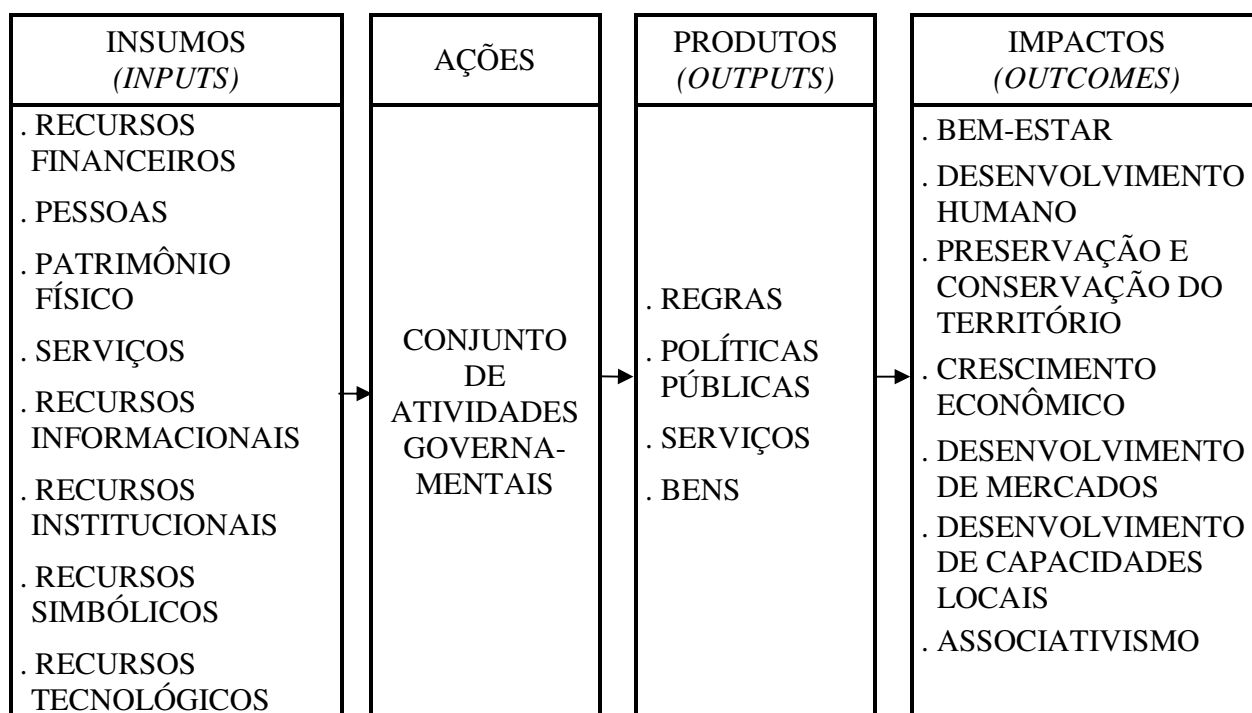 INSUMOS
(INPUTS)
. RECURSOS
FINANCEIROS
. PESSOAS
. PATRIMÔNIO
FÍSICO
. SERVIÇOS
. RECURSOS
INFORMACIONAIS
. RECURSOS
INSTITUCIONAIS
. RECURSOS
SIMBÓLICOS
. RECURSOS
TECNOLÓGICOS
AÇÕES
CONJUNTO
DE
ATIVIDADES
GOVERNA-
MENTAIS
PRODUTOS
(OUTPUTS)
. REGRAS
. POLÍTICAS
PÚBLICAS
. SERVIÇOS
. BENS
IMPACTOS
(OUTCOMES)
. BEM-ESTAR
. DESENVOLVIMENTO
HUMANO
. PRESERVAÇÃO E
CONSERVAÇÃO DO
TERRITÓRIO
. CRESCIMENTO
ECONÔMICO
. DESENVOLVIMENTO
DE MERCADOS
. DESENVOLVIMENTO
DE CAPACIDADES
LOCAIS
. ASSOCIATIVISMO